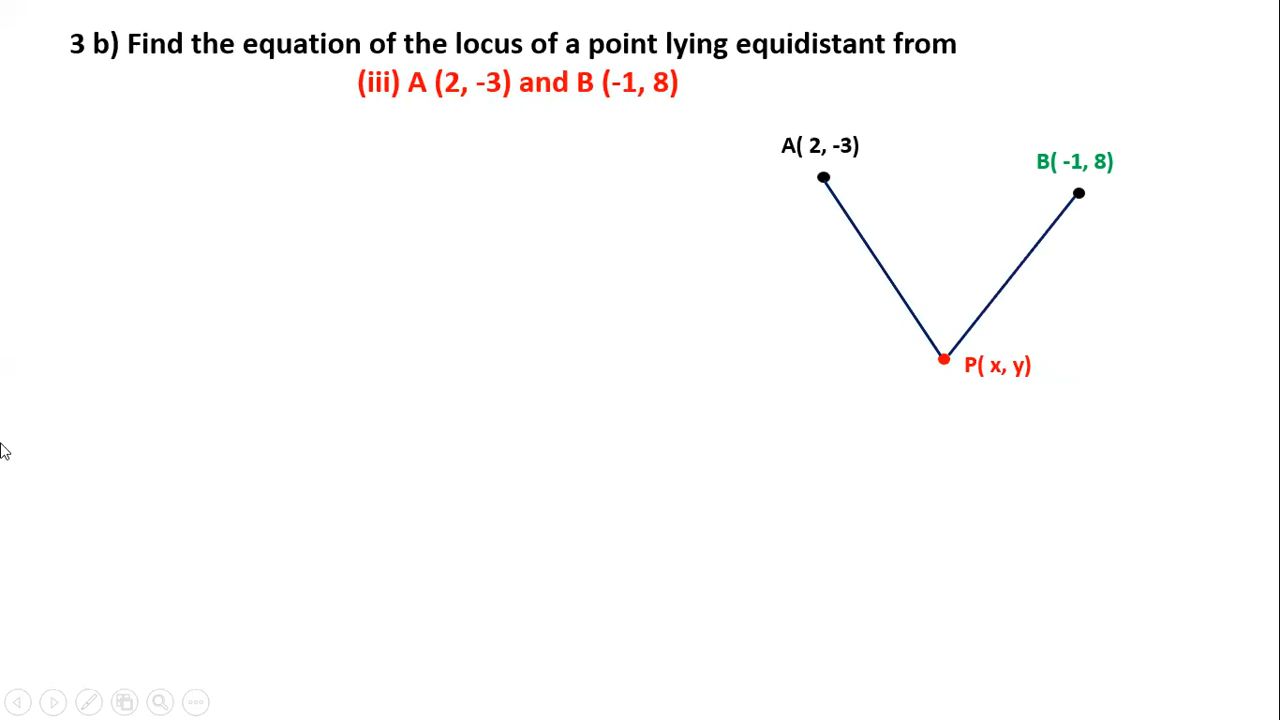 3 b) Find the equation of the locus of a point lying equidistant from
(iii) A (2, -3) and B (-1, 8)
A( 2, -3)
B( -1, 8)
P( x, y)